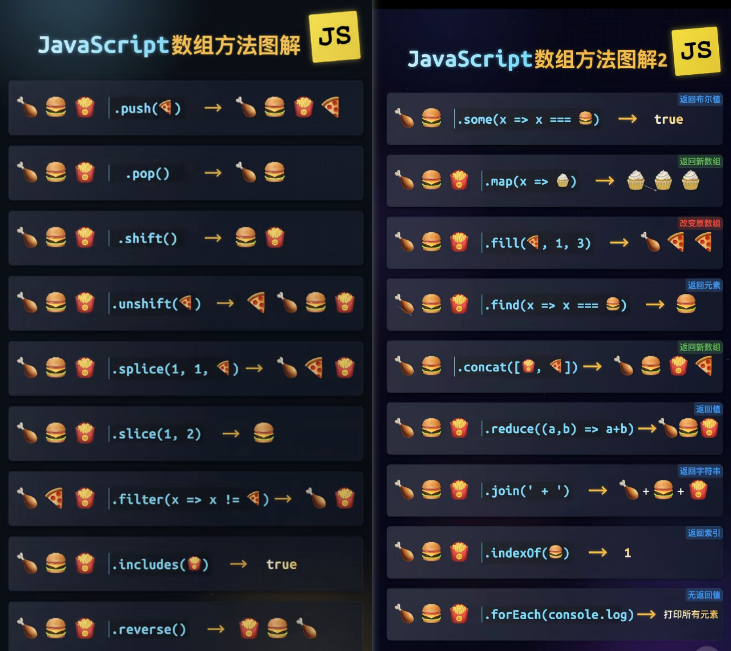 JavaScript数组方法图解
JS
🍗 🍔 🍟 .push(🍕) → 🍗 🍔 🍟 🍕
🍗 🍔 🍟 .pop() → 🍗 🍔
🍗 🍔 🍟 .shift() → 🍔 🍟
🍗 🍔 🍟 .unshift(🍕) → 🍕 🍗 🍔 🍟
🍗 🍔 🍟 .splice(1, 1, 🍕) → 🍗 🍕 🍟
🍗 🍔 🍟 .slice(1, 2) → 🍔
🍗 🍕 🍟 .filter(x => x != 🍕) → 🍗 🍟
🍗 🍔 🍟 .includes(🍟) → true
🍗 🍔 🍟 .reverse() → 🍟 🍔 🍗
JavaScript数组方法图解2
JS
返回布尔值
🍗 🍔 .some(x => x === 🍔) → true
返回新数组
🍗 🍔 🍟 .map(x => 🧁) → 🧁 🧁 🧁
改变原数组
🍗 🍔 🍟 .fill(🍕, 1, 3) → 🍗 🍕 🍕
返回元素
🍗 🍔 🍟 .find(x => x === 🍔) → 🍔
返回新数组
🍗 🍔 .concat([🍟, 🍕]) → 🍗 🍔 🍟 🍕
返回值
🍗 🍔 🍟 .reduce((a,b) => a+b) → 🍗🍔🍟
返回字符串
🍗 🍔 🍟 .join(' + ') → 🍗 + 🍔 + 🍟
返回索引
🍗 🍔 🍟 .indexOf(🍔) → 1
无返回值
🍗 🍔 🍟 .forEach(console.log) → 打印所有元素